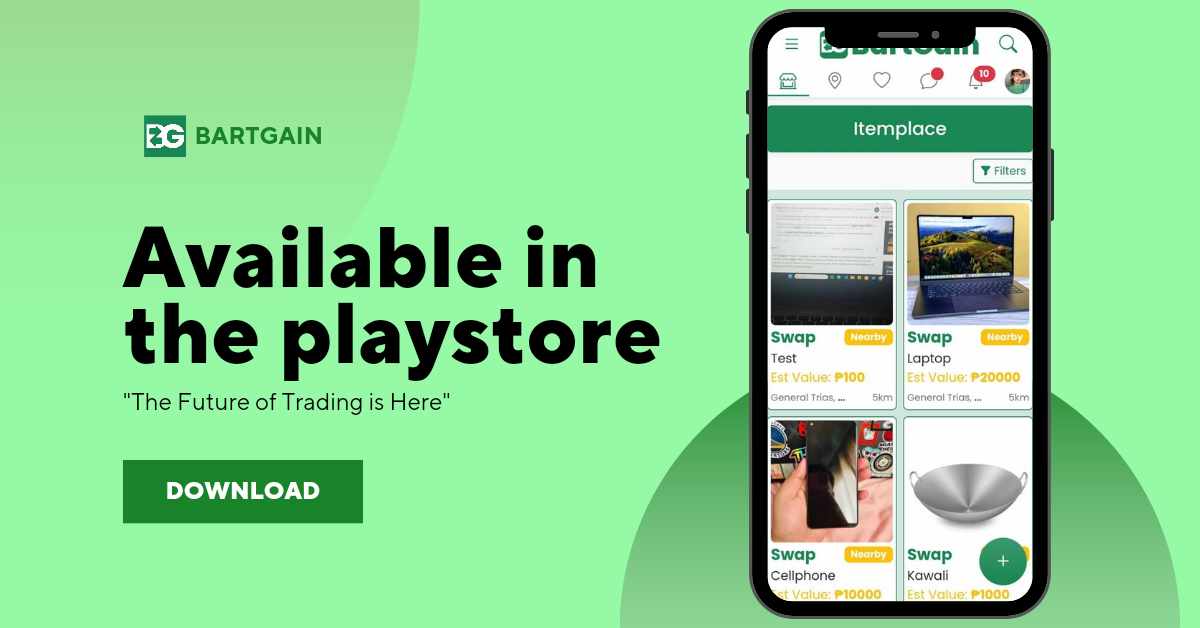 BG BARTGAIN
Available in
the playstore
"The Future of Trading is Here"
DOWNLOAD
BartGain
10
Itemplace
Filters
Swap Nearby
Test
Est Value: ₱100
General Trias, ... 5km
Swap Nearby
Laptop
Est Value: ₱20000
General Trias, ... 5km
Swap Nearby
Cellphone
Est Value: ₱10000
Swap
Kawali
Est Value: ₱1000